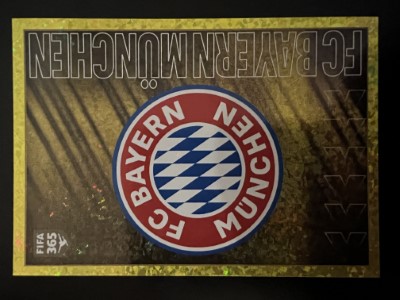 FC BAYERN MÜNCHEN
FC BAYERN
MÜNCHEN
FIFA
365